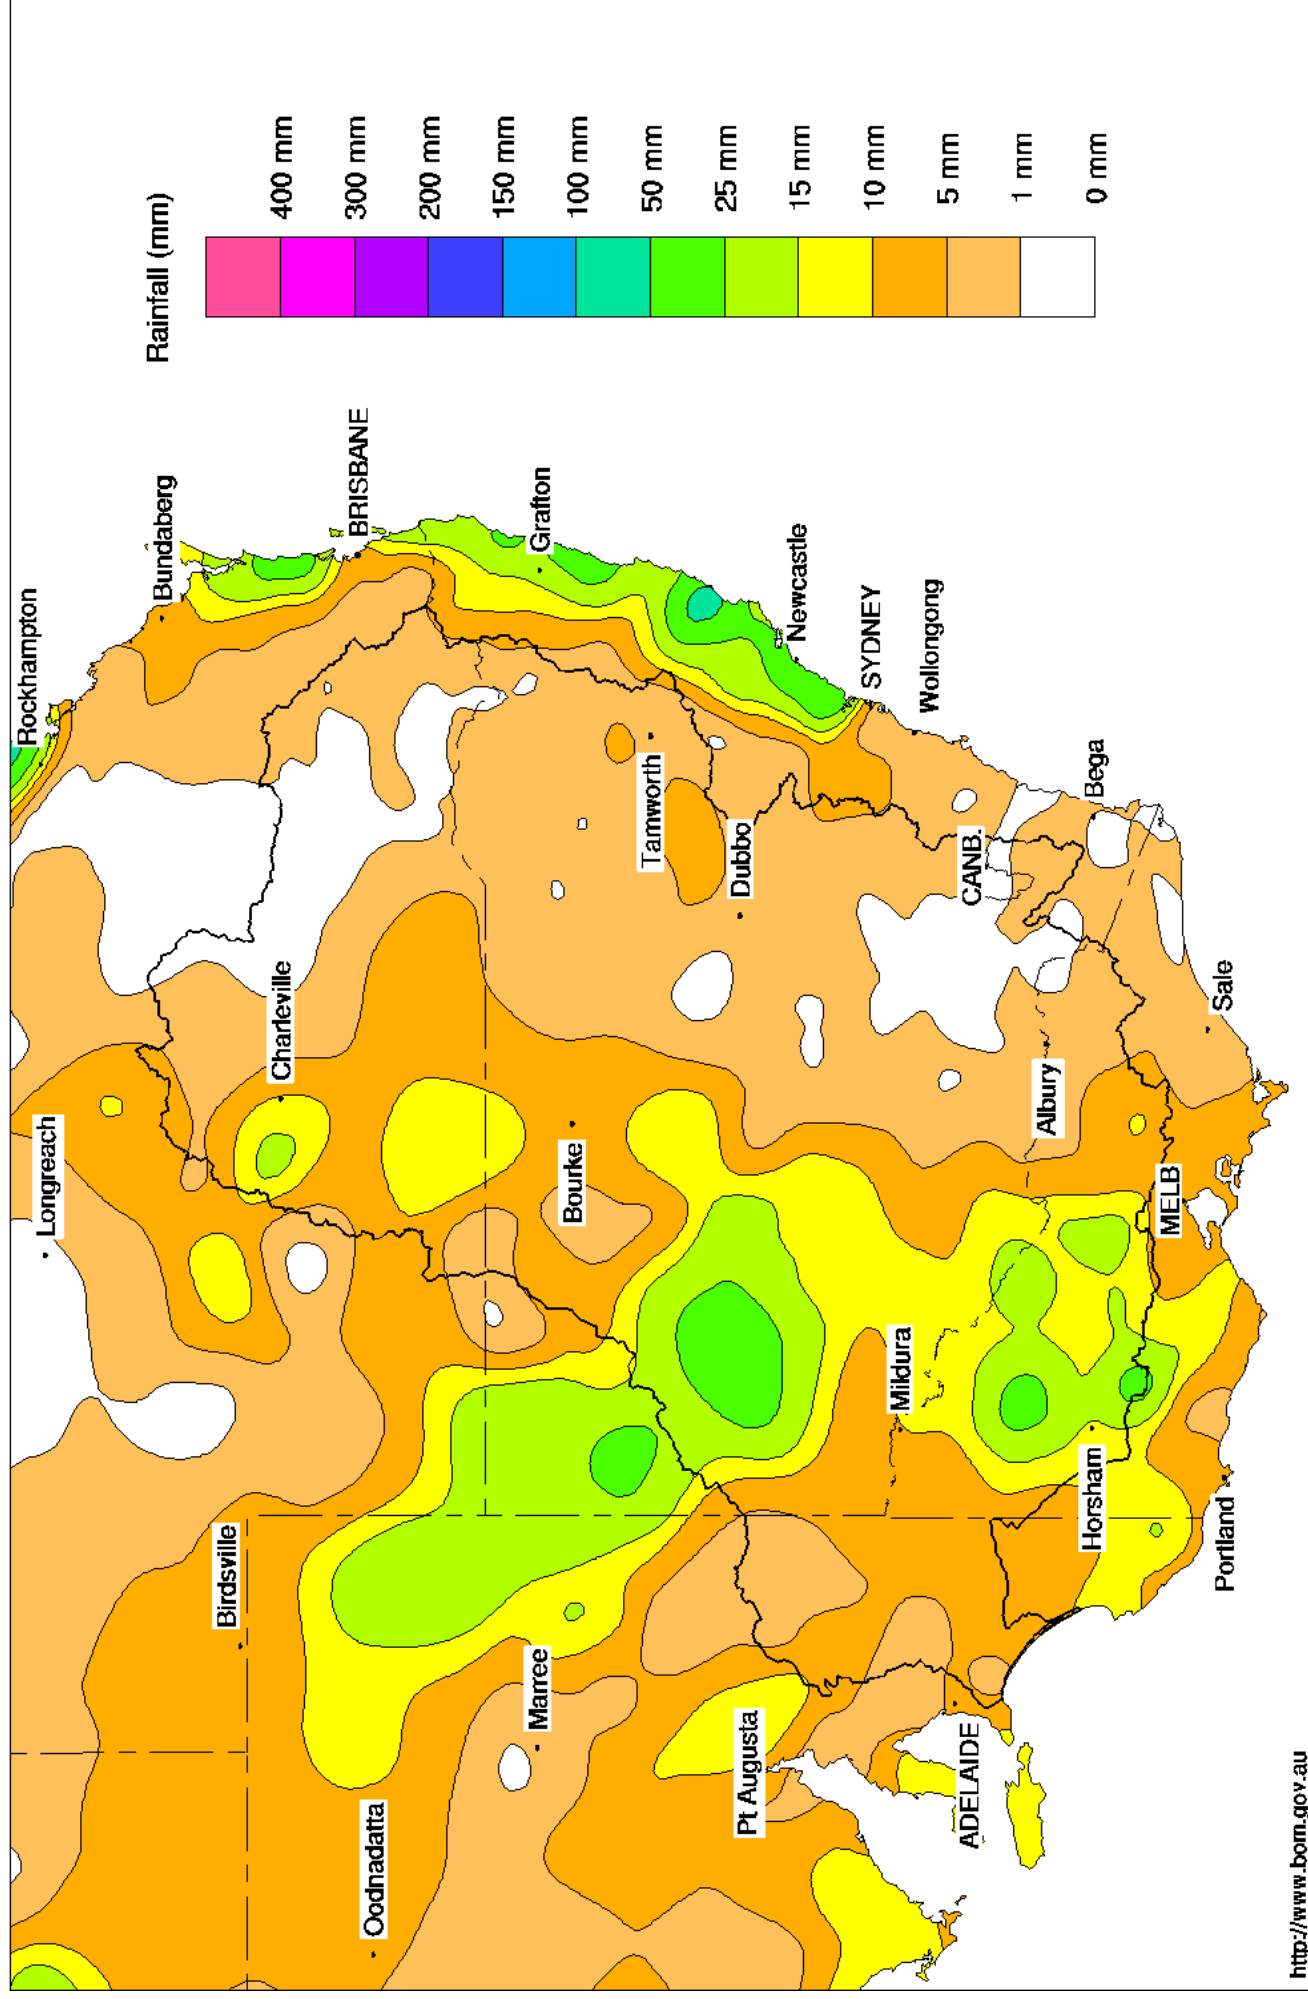 Rainfall (mm)
400 mm
300 mm
200 mm
150 mm
100 mm
50 mm
25 mm
15 mm
10 mm
5 mm
1 mm
0 mm
Rockhampton
Bundaberg
BRISBANE
Grafton
Newcastle
SYDNEY
Wollongong
Bega
Tamworth
Dubbo
CANB.
Charleville
Longreach
Bourke
Albury
Sale
MELB
Mildura
Horsham
Portland
Birdsville
Marree
Oodnadatta
Pt Augusta
ADELAIDE
http://www.bom.gov.au